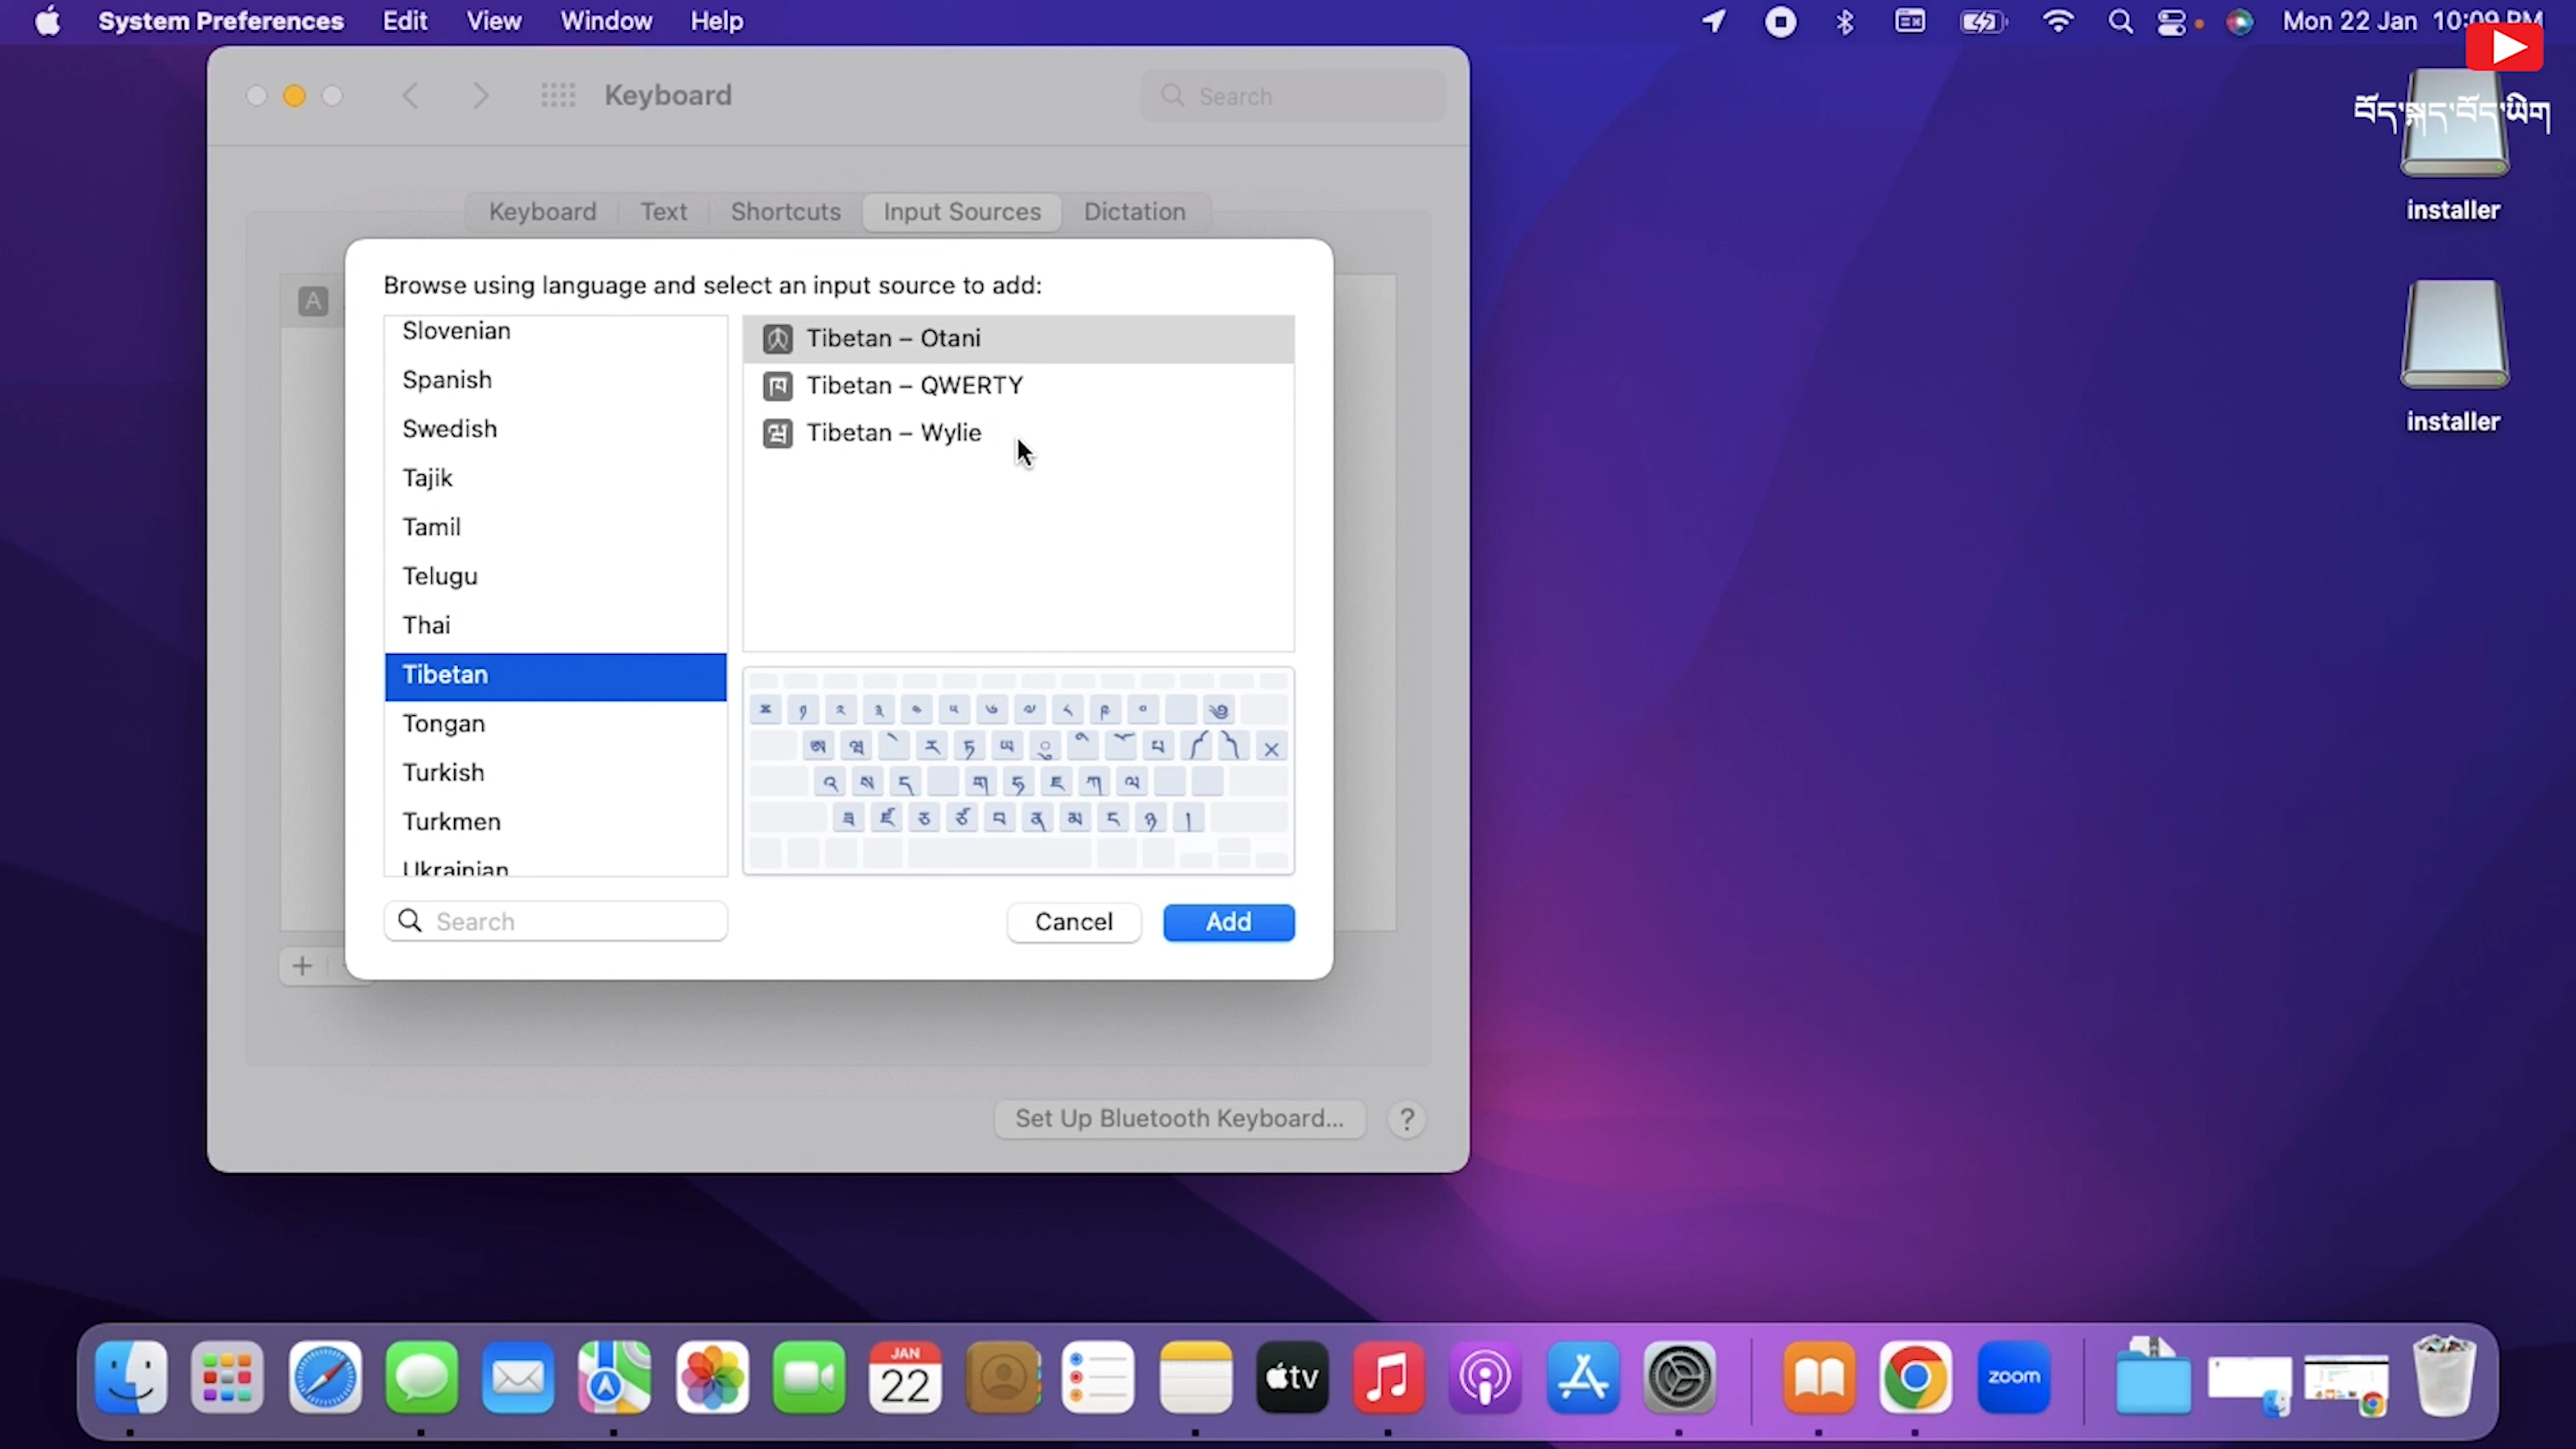 System Preferences Edit View Window Help
Mon 22 Jan 10:09 PM
Keyboard
Search
བོད་སྐད་བོད་ཡིག
installer
Keyboard Text Shortcuts Input Sources Dictation
Browse using language and select an input source to add:
A
Slovenian
Spanish
Swedish
Tajik
Tamil
Telugu
Thai
Tibetan
Tongan
Turkish
Turkmen
Ukrainian
Tibetan – Otani
Tibetan – QWERTY
Tibetan – Wylie
installer
Search
Cancel
Add
Set Up Bluetooth Keyboard...
?
JAN
22
tv
zoom